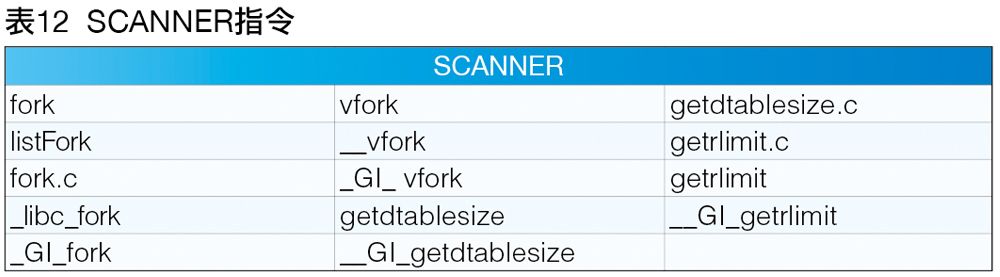 表12 SCANNER指令
SCANNER
fork vfork getdtablesize.c
listFork __vfork getrlimit.c
fork.c _GI_ vfork getrlimit
_libc_fork getdtablesize __GI_getrlimit
_GI_fork __GI_getdtablesize